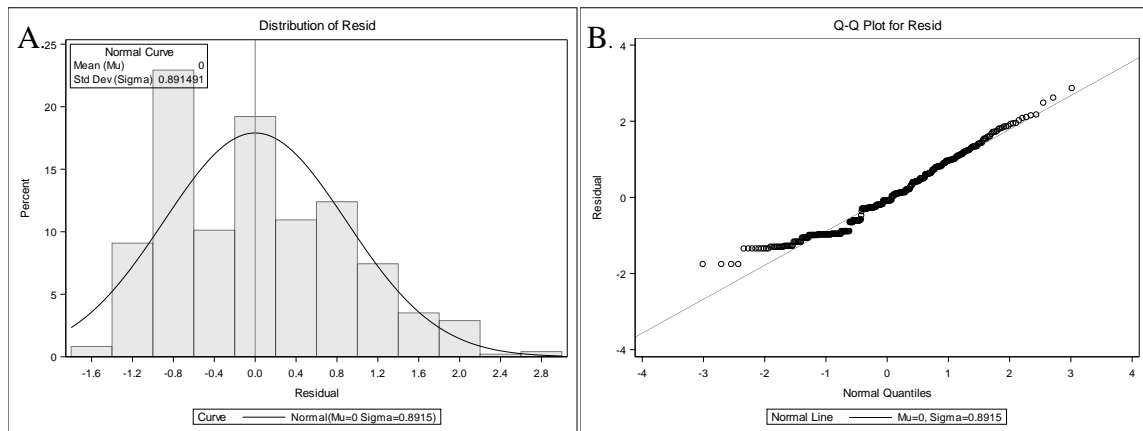 A.
Distribution of Resid
Normal Curve
Mean (Mu) 0
Std Dev (Sigma) 0.891491
25
20
15
10
5
0
Percent
-1.6 -1.2 -0.8 -0.4 0.0 0.4 0.8 1.2 1.6 2.0 2.4 2.8
Residual
Curve Normal(Mu=0 Sigma=0.8915)
B.
Q-Q Plot for Resid
4
2
0
-2
-4
Residual
-4 -3 -2 -1 0 1 2 3 4
Normal Quantiles
Normal Line Mu=0, Sigma=0.8915